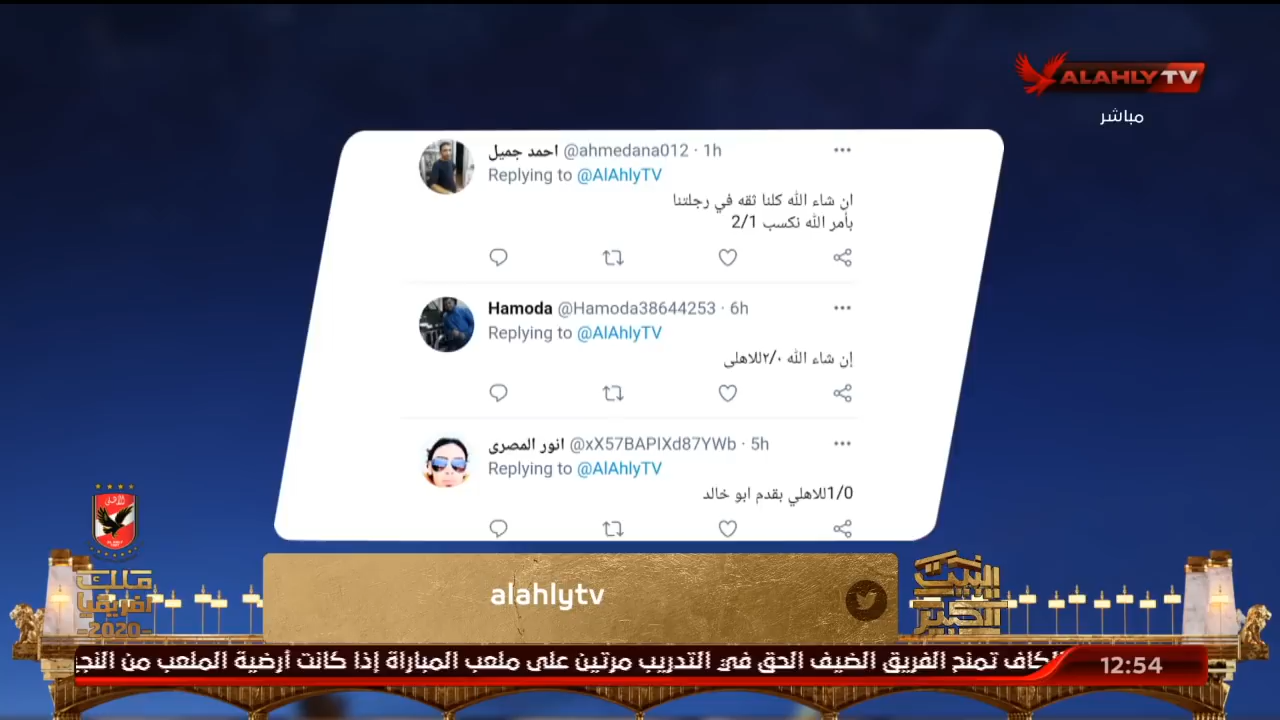 ALAHLYTV
مباشر
احمد جميل @ahmedana012 · 1h
Replying to @AlAhlyTV
ان شاء الله كلنا ثقه في رجلتنا
بأمر الله نكسب 2/1
Hamoda @Hamoda38644253 · 6h
Replying to @AlAhlyTV
إن شاء الله ٢/٠للاهلى
انور المصرى @xX57BAPIXd87YWb · 5h
Replying to @AlAhlyTV
1/0للاهلي بقدم ابو خالد
alahlytv
البيت
الكبير
ملك
افريقيا
-2020-
الكاف تمنح الفريق الضيف الحق في التدريب مرتين على ملعب المباراة إذا كانت أرضية الملعب من النج
12:54